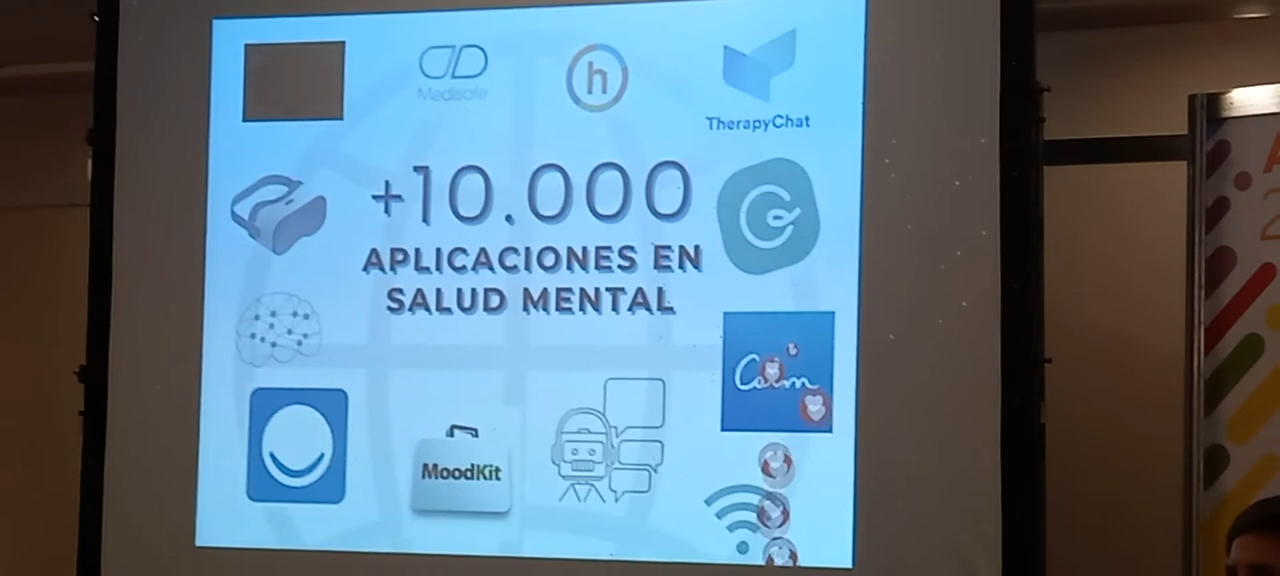 Medisafe
h
TherapyChat
+10.000
APLICACIONES EN
SALUD MENTAL
Calm
MoodKit